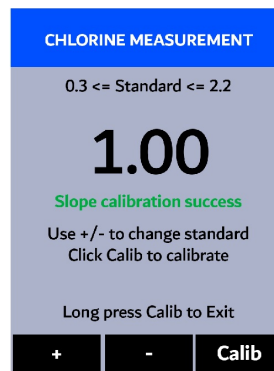 CHLORINE MEASUREMENT
0.3 <= Standard <= 2.2
1.00
Slope calibration success
Use +/- to change standard
Click Calib to calibrate
Long press Calib to Exit
+ - Calib